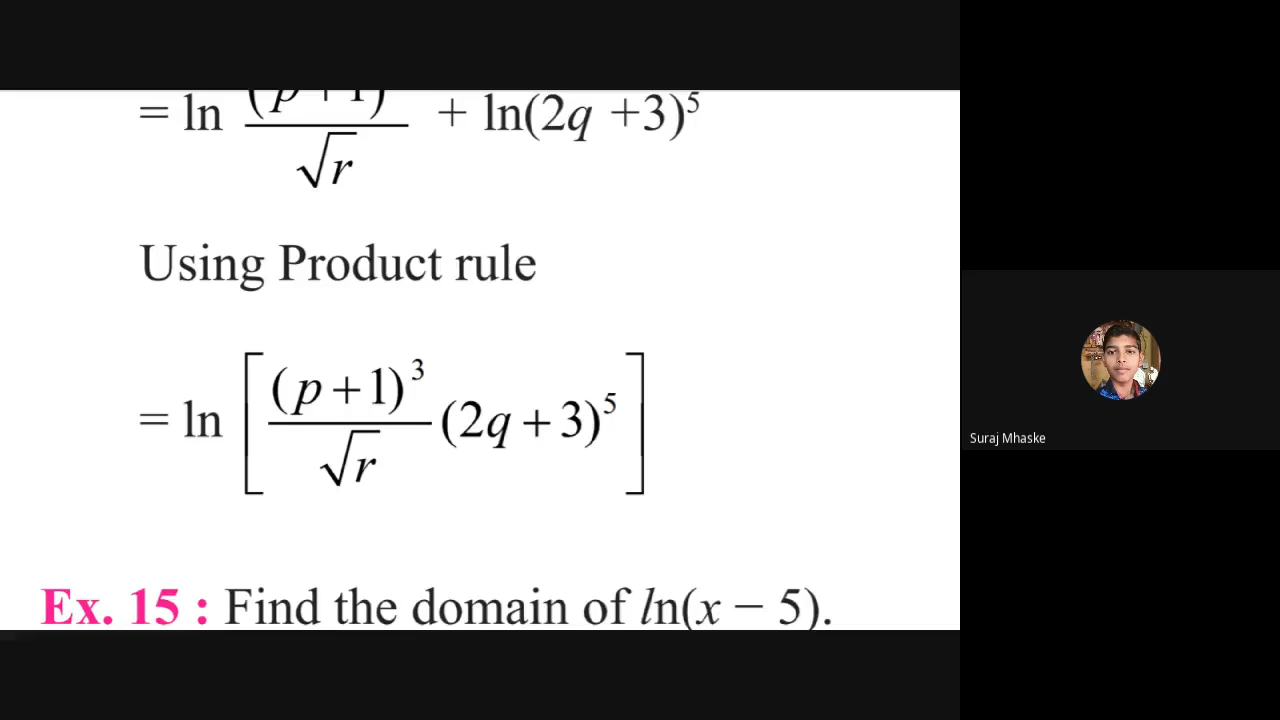 = ln (p + 1) / √r + ln(2q + 3)⁵
Using Product rule
= ln [ (p + 1)³ / √r (2q + 3)⁵ ]
Suraj Mhaske
Ex. 15 : Find the domain of ln(x − 5).